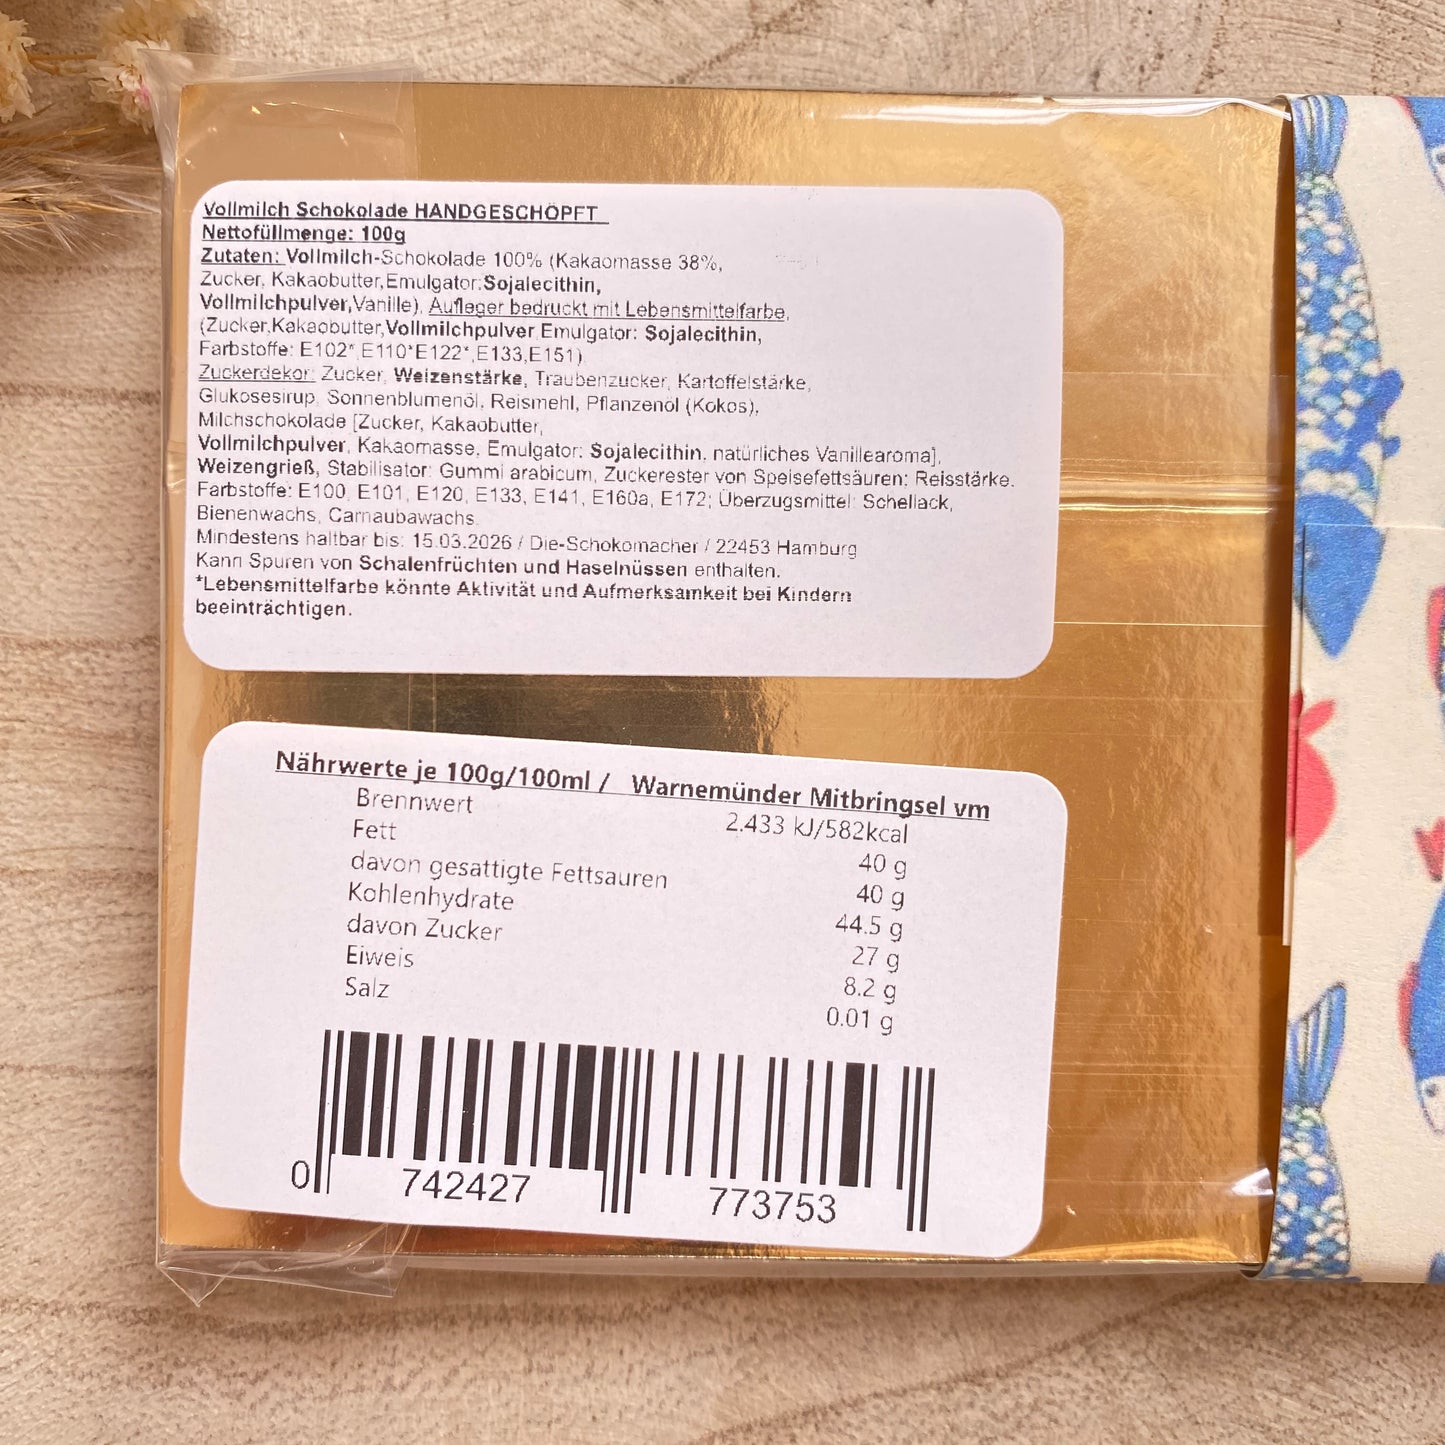 Vollmilch Schokolade HANDGESCHÖPFT
Nettofüllmenge: 100g
Zutaten: Vollmilch-Schokolade 100% (Kakaomasse 38%,
Zucker, Kakaobutter,Emulgator:Sojalecithin,
Vollmilchpulver,Vanille), Aufleger bedruckt mit Lebensmittelfarbe,
(Zucker,Kakaobutter,Vollmilchpulver,Emulgator: Sojalecithin,
Farbstoffe: E102*,E110*E122*,E133,E151)
Zuckerdekor: Zucker, Weizenstärke, Traubenzucker, Kartoffelstärke,
Glukosesirup, Sonnenblumenöl, Reismehl, Pflanzenöl (Kokos),
Milchschokolade [Zucker, Kakaobutter,
Vollmilchpulver, Kakaomasse, Emulgator: Sojalecithin, natürliches Vanillearoma],
Weizengrieß, Stabilisator: Gummi arabicum, Zuckerester von Speisefettsäuren; Reisstärke.
Farbstoffe: E100, E101, E120, E133, E141, E160a, E172; Überzugsmittel: Schellack,
Bienenwachs, Carnaubawachs.
Mindestens haltbar bis: 15.03.2026 / Die-Schokomacher / 22453 Hamburg
Kann Spuren von Schalenfrüchten und Haselnüssen enthalten.
*Lebensmittelfarbe könnte Aktivität und Aufmerksamkeit bei Kindern
beeinträchtigen.
Nährwerte je 100g/100ml / Warnemünder Mitbringsel vm
Brennwert 2.433 kJ/582kcal
Fett 40 g
davon gesattigte Fettsauren 40 g
Kohlenhydrate 44.5 g
davon Zucker 27 g
Eiweis 8.2 g
Salz 0.01 g
0 742427 773753